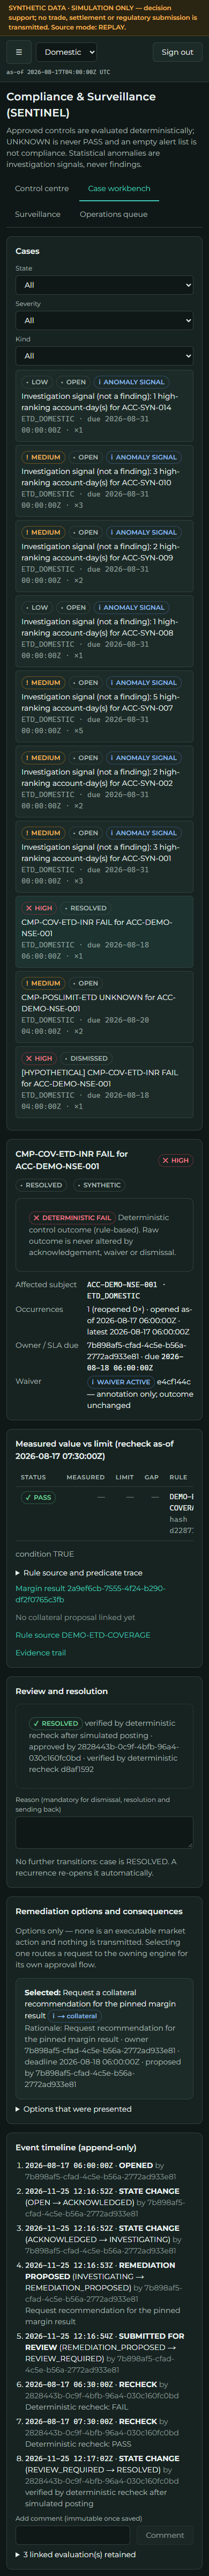 SYNTHETIC DATA · SIMULATION ONLY — decision
support; no trade, settlement or regulatory submission is
transmitted. Source mode: REPLAY.
☰ Domestic Sign out
as-of 2026-08-17T04:00:00Z UTC
Compliance & Surveillance
(SENTINEL)
Approved controls are evaluated deterministically;
UNKNOWN is never PASS and an empty alert list is
not compliance. Statistical anomalies are
investigation signals, never findings.
Control centre Case workbench
Surveillance Operations queue
Cases
State
All
Severity
All
Kind
All
• LOW • OPEN i ANOMALY SIGNAL
Investigation signal (not a finding): 1 high-
ranking account-day(s) for ACC-SYN-014
ETD_DOMESTIC · due 2026-08-31
00:00:00Z · ×1
! MEDIUM • OPEN i ANOMALY SIGNAL
Investigation signal (not a finding): 3 high-
ranking account-day(s) for ACC-SYN-010
ETD_DOMESTIC · due 2026-08-31
00:00:00Z · ×3
! MEDIUM • OPEN i ANOMALY SIGNAL
Investigation signal (not a finding): 2 high-
ranking account-day(s) for ACC-SYN-009
ETD_DOMESTIC · due 2026-08-31
00:00:00Z · ×2
• LOW • OPEN i ANOMALY SIGNAL
Investigation signal (not a finding): 1 high-
ranking account-day(s) for ACC-SYN-008
ETD_DOMESTIC · due 2026-08-31
00:00:00Z · ×1
! MEDIUM • OPEN i ANOMALY SIGNAL
Investigation signal (not a finding): 5 high-
ranking account-day(s) for ACC-SYN-007
ETD_DOMESTIC · due 2026-08-31
00:00:00Z · ×5
! MEDIUM • OPEN i ANOMALY SIGNAL
Investigation signal (not a finding): 2 high-
ranking account-day(s) for ACC-SYN-002
ETD_DOMESTIC · due 2026-08-31
00:00:00Z · ×2
! MEDIUM • OPEN i ANOMALY SIGNAL
Investigation signal (not a finding): 3 high-
ranking account-day(s) for ACC-SYN-001
ETD_DOMESTIC · due 2026-08-31
00:00:00Z · ×3
✕ HIGH • RESOLVED
CMP-COV-ETD-INR FAIL for ACC-DEMO-
NSE-001
ETD_DOMESTIC · due 2026-08-18
06:00:00Z · ×1
! MEDIUM • OPEN
CMP-POSLIMIT-ETD UNKNOWN for ACC-
DEMO-NSE-001
ETD_DOMESTIC · due 2026-08-20
04:00:00Z · ×2
✕ HIGH • DISMISSED
[HYPOTHETICAL] CMP-COV-ETD-INR FAIL
for ACC-DEMO-NSE-001
ETD_DOMESTIC · due 2026-08-18
04:00:00Z · ×1
CMP-COV-ETD-INR FAIL for
ACC-DEMO-NSE-001
✕ HIGH
• RESOLVED • SYNTHETIC
✕ DETERMINISTIC FAIL Deterministic
control outcome (rule-based). Raw
outcome is never altered by
acknowledgement, waiver or dismissal.
Affected subject ACC-DEMO-NSE-001 ·
ETD_DOMESTIC
Occurrences 1 (reopened 0×) · opened as-
of 2026-08-17 06:00:00Z ·
latest 2026-08-17 06:00:00Z
Owner / SLA due 7b898af5-cfad-4c5e-b56a-
2772ad933e81 · due 2026-
08-18 06:00:00Z
Waiver i WAIVER ACTIVE e4cf144c
— annotation only; outcome
unchanged
Measured value vs limit (recheck as-of
2026-08-17 07:30:00Z)
STATUS MEASURED LIMIT GAP RULE
✓ PASS — — — DEMO-E
COVERA
hash
d2287
condition TRUE
▶ Rule source and predicate trace
Margin result 2a9ef6cb-7555-4f24-b290-
df2f0765c3fb
No collateral proposal linked yet
Rule source DEMO-ETD-COVERAGE
Evidence trail
Review and resolution
✓ RESOLVED verified by deterministic
recheck after simulated posting ·
approved by 2828443b-0c9f-4bfb-96a4-
030c160fc0bd · verified by deterministic
recheck d8af1592
Reason (mandatory for dismissal, resolution and
sending back)
No further transitions: case is RESOLVED. A
recurrence re-opens it automatically.
Remediation options and consequences
Options only — none is an executable market
action and nothing is transmitted. Selecting
one routes a request to the owning engine for
its own approval flow.
Selected: Request a collateral
recommendation for the pinned margin
result i → collateral
Rationale: Request recommendation for
the pinned margin result · owner
7b898af5-cfad-4c5e-b56a-2772ad933e81 ·
deadline 2026-08-18 06:00:00Z · proposed
by 7b898af5-cfad-4c5e-b56a-
2772ad933e81
▶ Options that were presented
Event timeline (append-only)
1. 2026-08-17 06:00:00Z · OPENED by
7b898af5-cfad-4c5e-b56a-2772ad933e81
2. 2026-11-25 12:16:52Z · STATE CHANGE
(OPEN → ACKNOWLEDGED) by 7b898af5-
cfad-4c5e-b56a-2772ad933e81
3. 2026-11-25 12:16:52Z · STATE CHANGE
(ACKNOWLEDGED → INVESTIGATING) by
7b898af5-cfad-4c5e-b56a-2772ad933e81
4. 2026-11-25 12:16:53Z · REMEDIATION
PROPOSED (INVESTIGATING →
REMEDIATION_PROPOSED) by 7b898af5-
cfad-4c5e-b56a-2772ad933e81
Request recommendation for the pinned
margin result
5. 2026-11-25 12:16:54Z · SUBMITTED FOR
REVIEW (REMEDIATION_PROPOSED →
REVIEW_REQUIRED) by 7b898af5-cfad-
4c5e-b56a-2772ad933e81
6. 2026-08-17 06:30:00Z · RECHECK by
2828443b-0c9f-4bfb-96a4-030c160fc0bd
Deterministic recheck: FAIL
7. 2026-08-17 07:30:00Z · RECHECK by
2828443b-0c9f-4bfb-96a4-030c160fc0bd
Deterministic recheck: PASS
8. 2026-11-25 12:17:02Z · STATE CHANGE
(REVIEW_REQUIRED → RESOLVED) by
2828443b-0c9f-4bfb-96a4-030c160fc0bd
verified by deterministic recheck after
simulated posting
Add comment (immutable once saved)
Comment
▶ 3 linked evaluation(s) retained